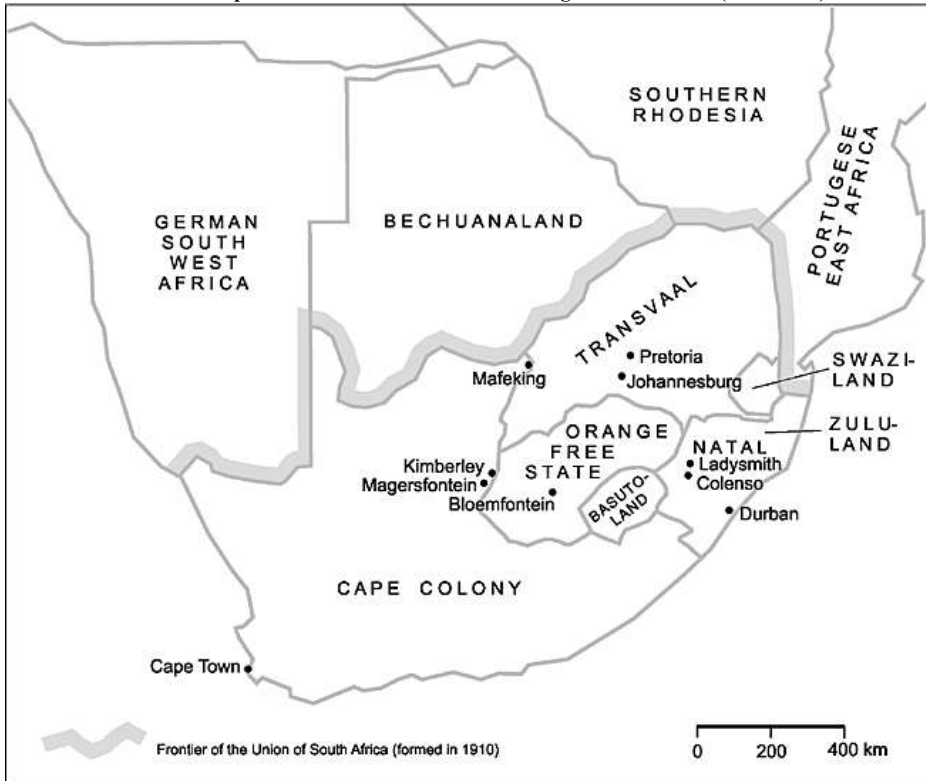 SOUTHERN
RHODESIA
PORTUGESE
EAST AFRICA
GERMAN
SOUTH
WEST
AFRICA
BECHUANALAND
TRANSVAAL
Pretoria
Mafeking
Johannesburg
SWAZI-
LAND
ZULU-
LAND
ORANGE
FREE
STATE
NATAL
Kimberley
Ladysmith
Magersfontein
Colenso
Bloemfontein
BASUTO-
LAND
Durban
CAPE COLONY
Cape Town
Frontier of the Union of South Africa (formed in 1910)
0 200 400 km